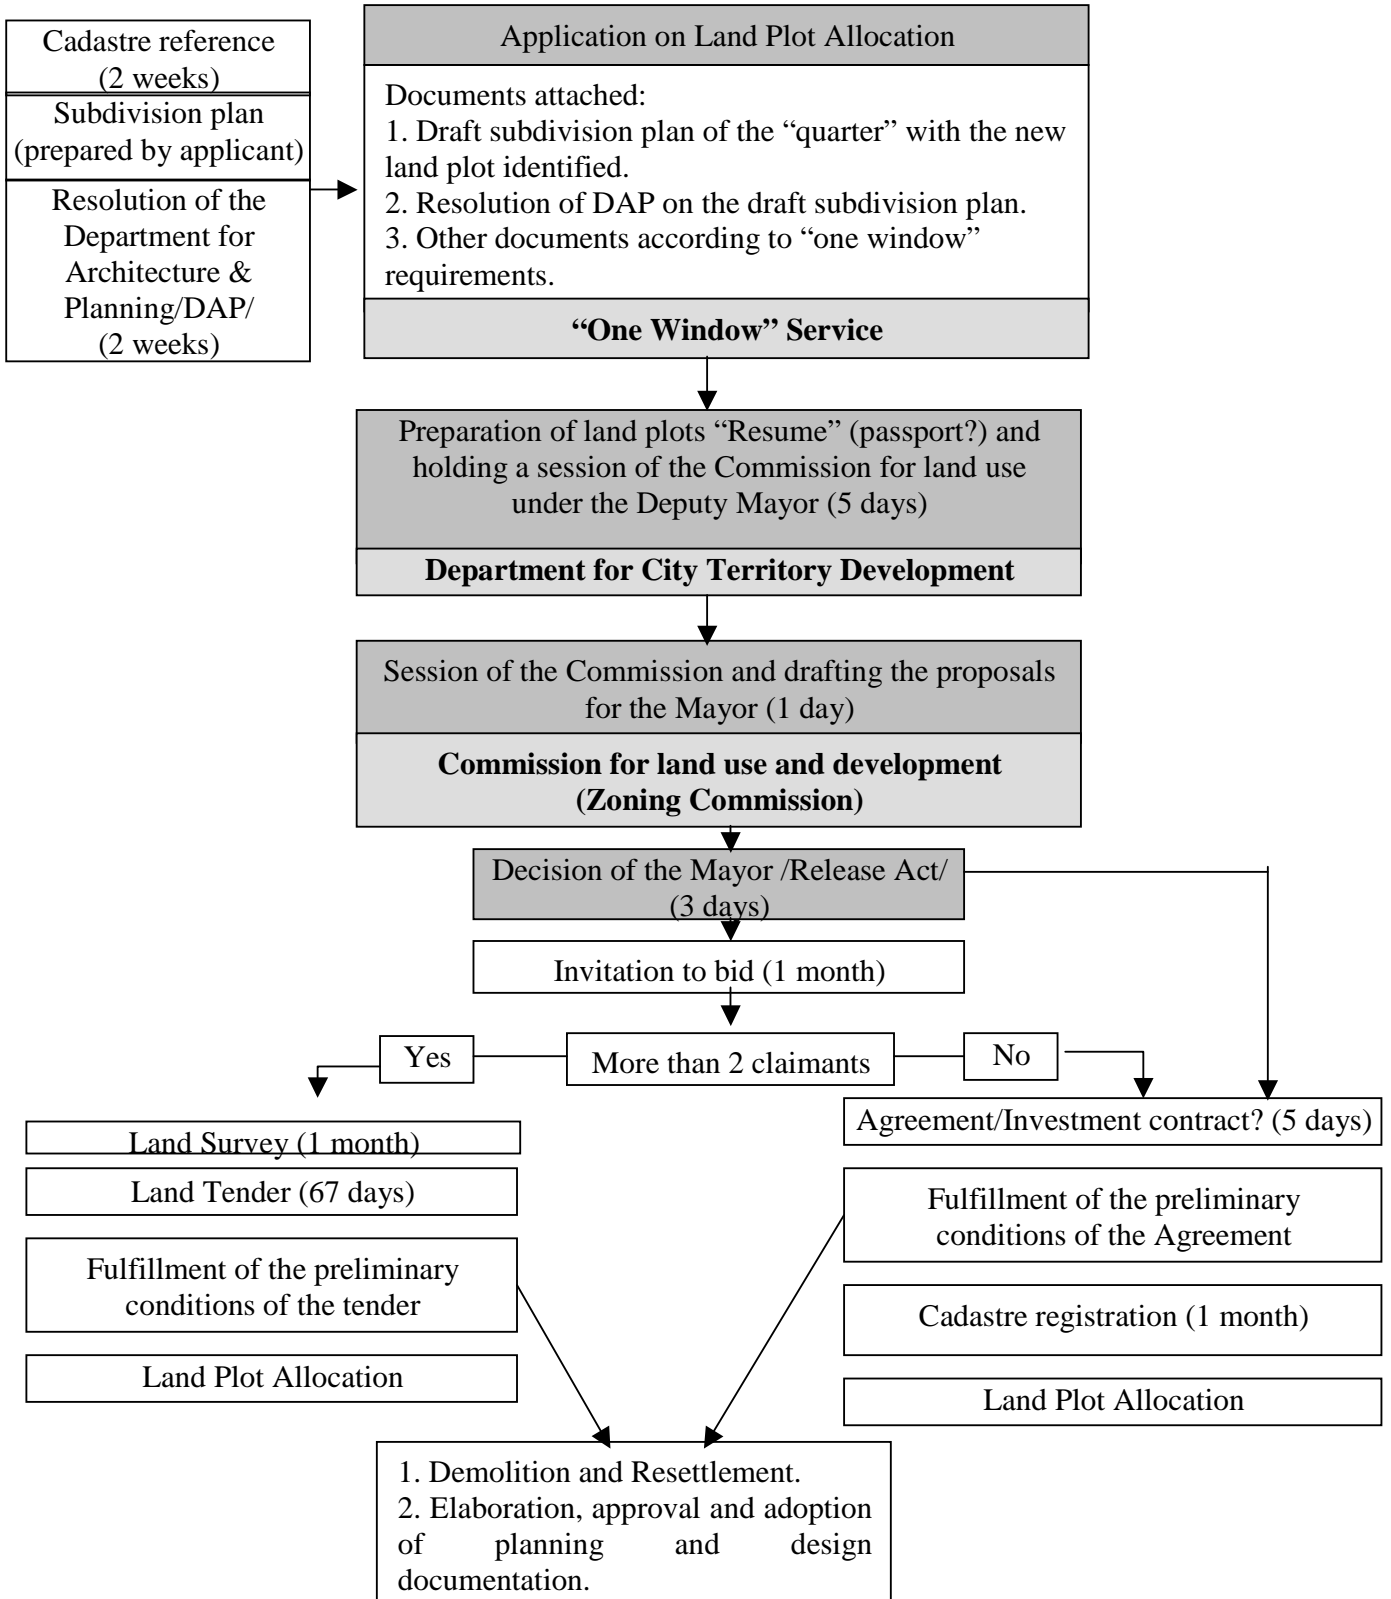 Cadastre reference
(2 weeks)
Subdivision plan
(prepared by applicant)
Resolution of the
Department for
Architecture &
Planning/DAP/
(2 weeks)
Application on Land Plot Allocation
Documents attached:
1. Draft subdivision plan of the “quarter” with the new
land plot identified.
2. Resolution of DAP on the draft subdivision plan.
3. Other documents according to “one window”
requirements.
“One Window” Service
Preparation of land plots “Resume” (passport?) and
holding a session of the Commission for land use
under the Deputy Mayor (5 days)
Department for City Territory Development
Session of the Commission and drafting the proposals
for the Mayor (1 day)
Commission for land use and development
(Zoning Commission)
Decision of the Mayor /Release Act/
(3 days)
Invitation to bid (1 month)
Yes
More than 2 claimants
No
Land Survey (1 month)
Land Tender (67 days)
Fulfillment of the preliminary
conditions of the tender
Land Plot Allocation
Agreement/Investment contract? (5 days)
Fulfillment of the preliminary
conditions of the Agreement
Cadastre registration (1 month)
Land Plot Allocation
1. Demolition and Resettlement.
2. Elaboration, approval and adoption
of planning and design
documentation.